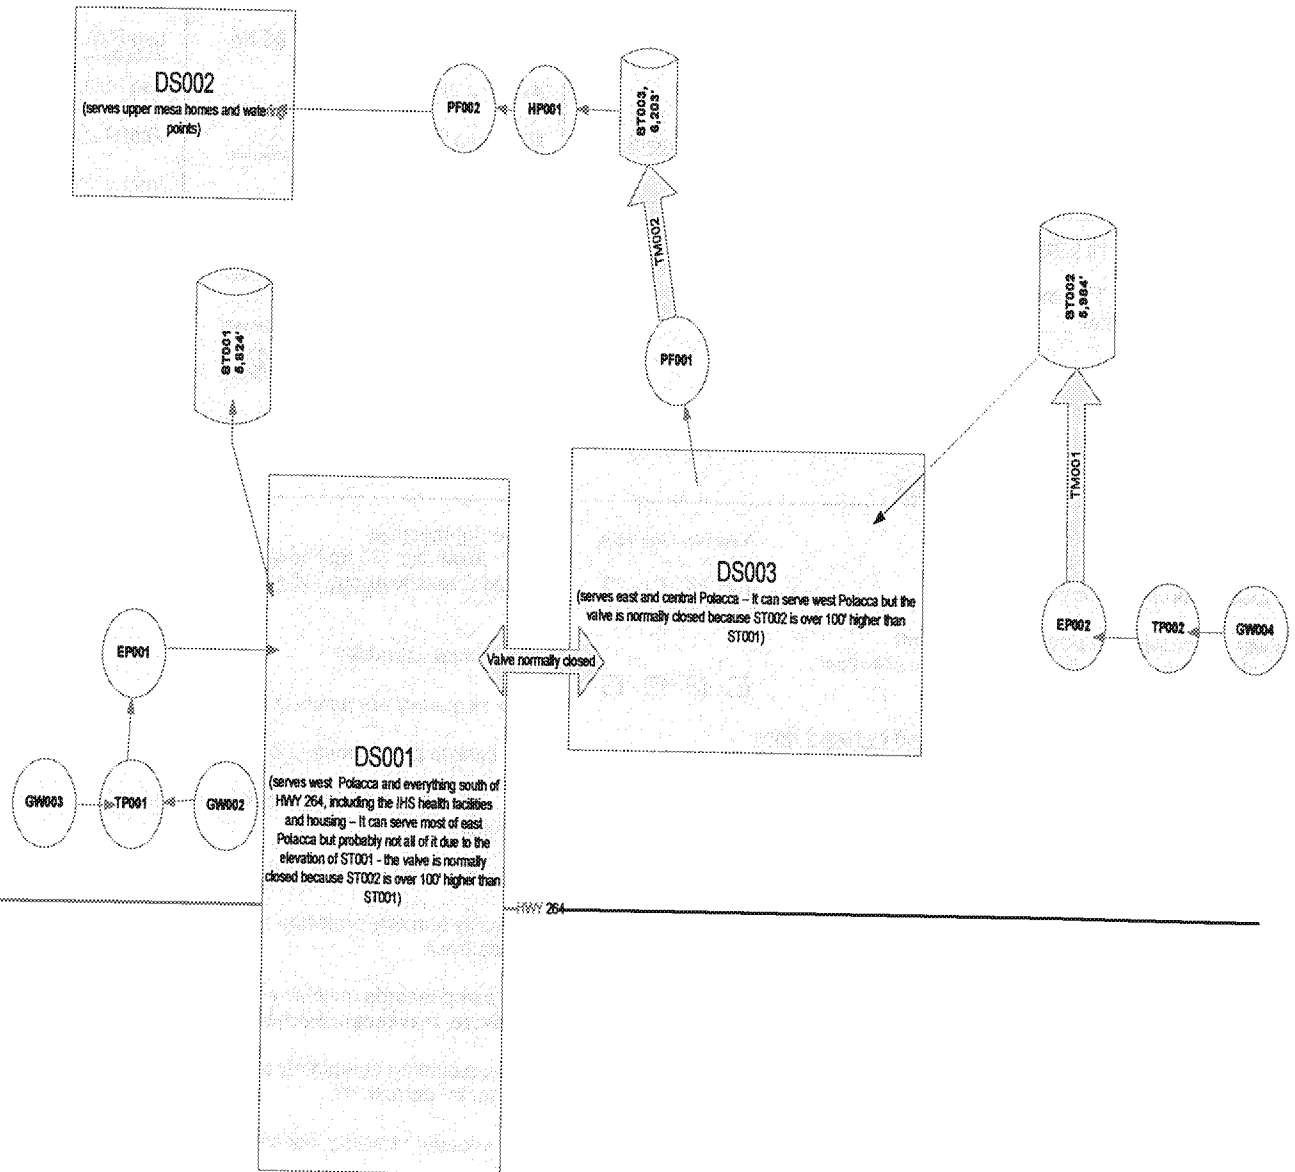 DS002
(serves upper mesa homes and watering
points)
PF002
HP001
ST003,
6,203'
TM002
ST001
5,824'
PF001
ST002
5,984'
TM001
DS003
(serves east and central Polacca – It can serve west Polacca but the
valve is normally closed because ST002 is over 100' higher than
ST001)
EP001
Valve normally closed
EP002
TP002
GW004
DS001
(serves west Polacca and everything south of
HWY 264, including the IHS health facilities
and housing – It can serve most of east
Polacca but probably not all of it due to the
elevation of ST001 - the valve is normally
closed because ST002 is over 100' higher than
ST001)
GW003
TP001
GW002
HWY 264